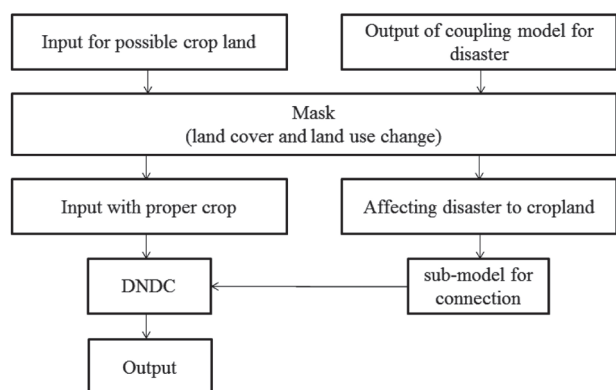 Input for possible crop land
Output of coupling model for
disaster
Mask
(land cover and land use change)
Input with proper crop
Affecting disaster to cropland
DNDC
sub-model for
connection
Output